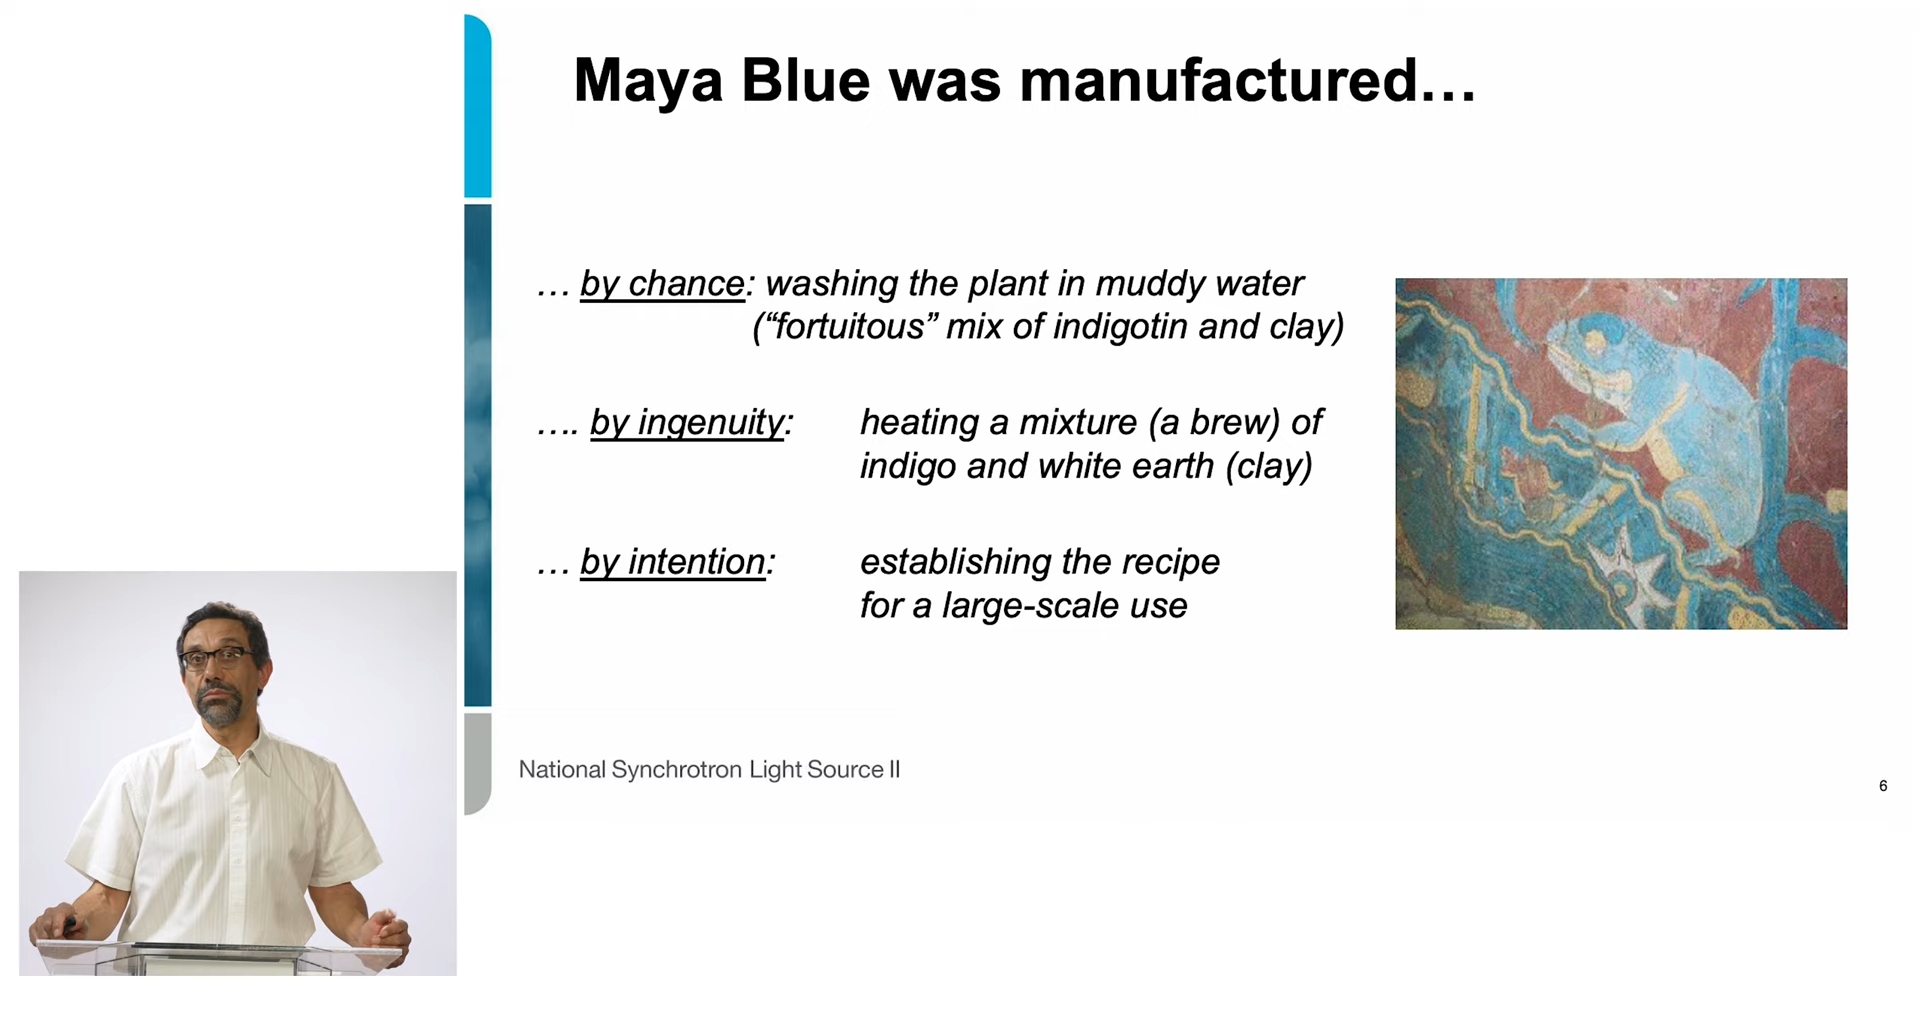 Maya Blue was manufactured…
… by chance: washing the plant in muddy water
(“fortuitous” mix of indigotin and clay)
…. by ingenuity: heating a mixture (a brew) of
indigo and white earth (clay)
… by intention: establishing the recipe
for a large-scale use
National Synchrotron Light Source II
6